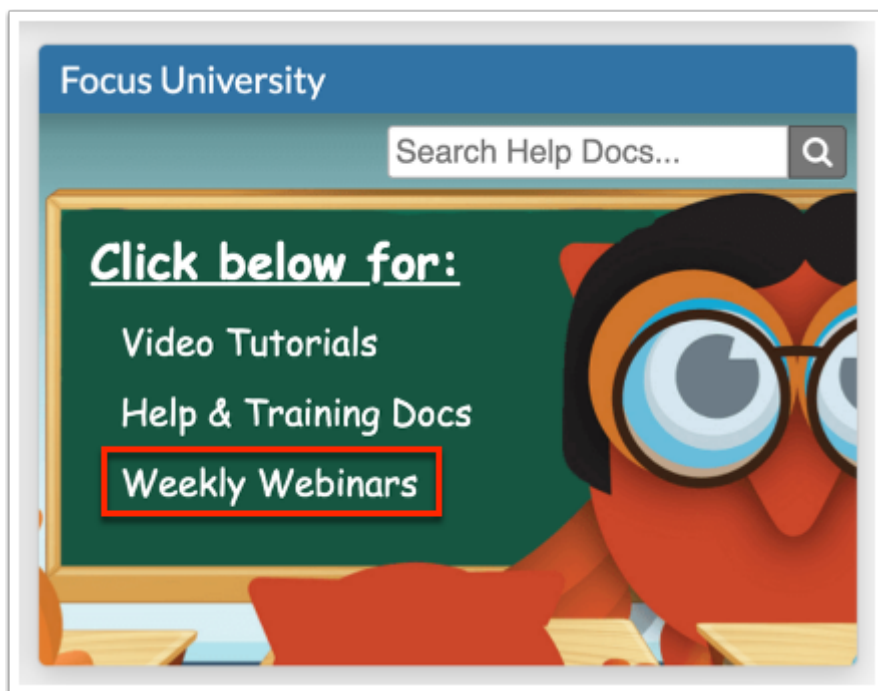 Focus University
Search Help Docs...
Click below for:
Video Tutorials
Help & Training Docs
Weekly Webinars